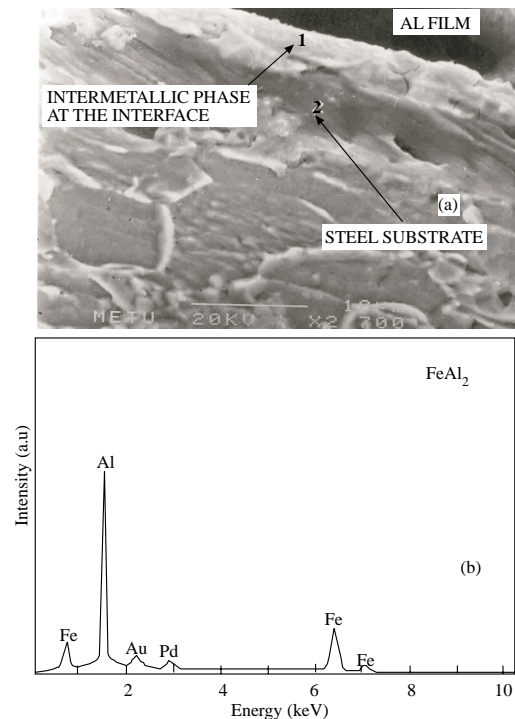 AL FILM
1
INTERMETALLIC PHASE
AT THE INTERFACE
2
(a)
STEEL SUBSTRATE
METU 20KV X2,700
FeAl2
Al
Intensity (a.u)
(b)
Fe
Au
Pd
Fe
Fe
2
4
6
8
10
Energy (keV)